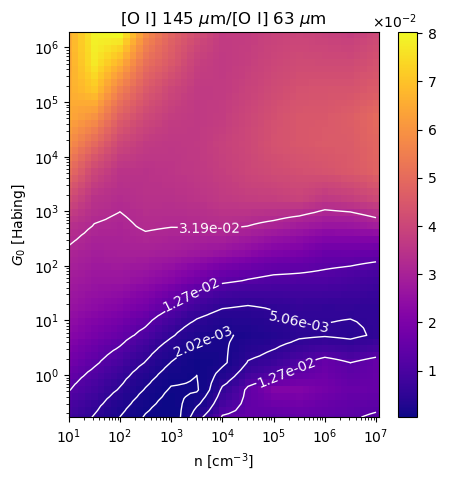 [O I] 145 μm/[O I] 63 μm
×10⁻²
G₀ [Habing]
10⁶
10⁵
10⁴
10³
10²
10¹
10⁰
3.19e-02
1.27e-02
5.06e-03
2.02e-03
1.27e-02
8
7
6
5
4
3
2
1
10¹ 10² 10³ 10⁴ 10⁵ 10⁶ 10⁷
n [cm⁻³]